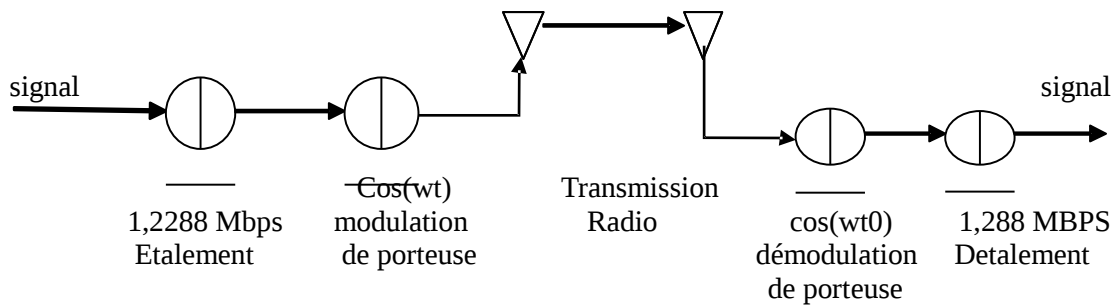 signal
signal
1,2288 Mbps
Etalement
Cos(wt)
modulation
de porteuse
Transmission
Radio
cos(wt0)
démodulation
de porteuse
1,288 MBPS
Detalement